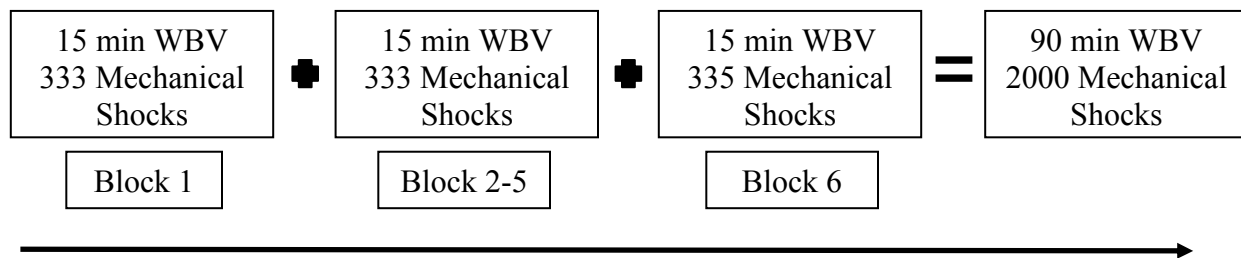 15 min WBV
333 Mechanical
Shocks
15 min WBV
333 Mechanical
Shocks
15 min WBV
335 Mechanical
Shocks
=
90 min WBV
2000 Mechanical
Shocks
Block 1
Block 2-5
Block 6